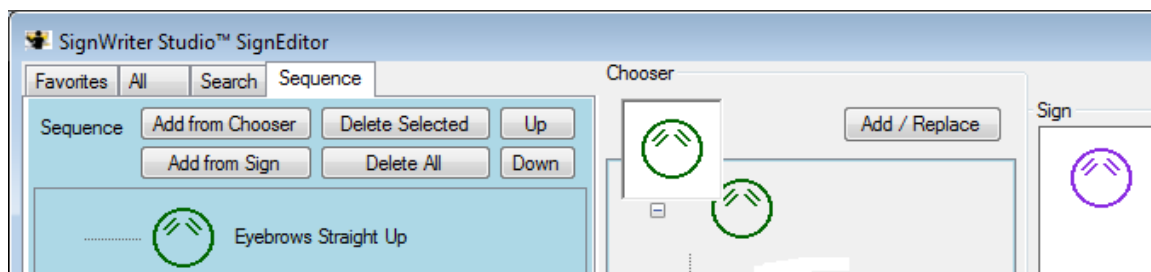 SignWriter Studio™ SignEditor
Favorites All Search Sequence
Chooser
Sequence Add from Chooser Delete Selected Up
Add / Replace
Sign
Add from Sign Delete All Down
Eyebrows Straight Up